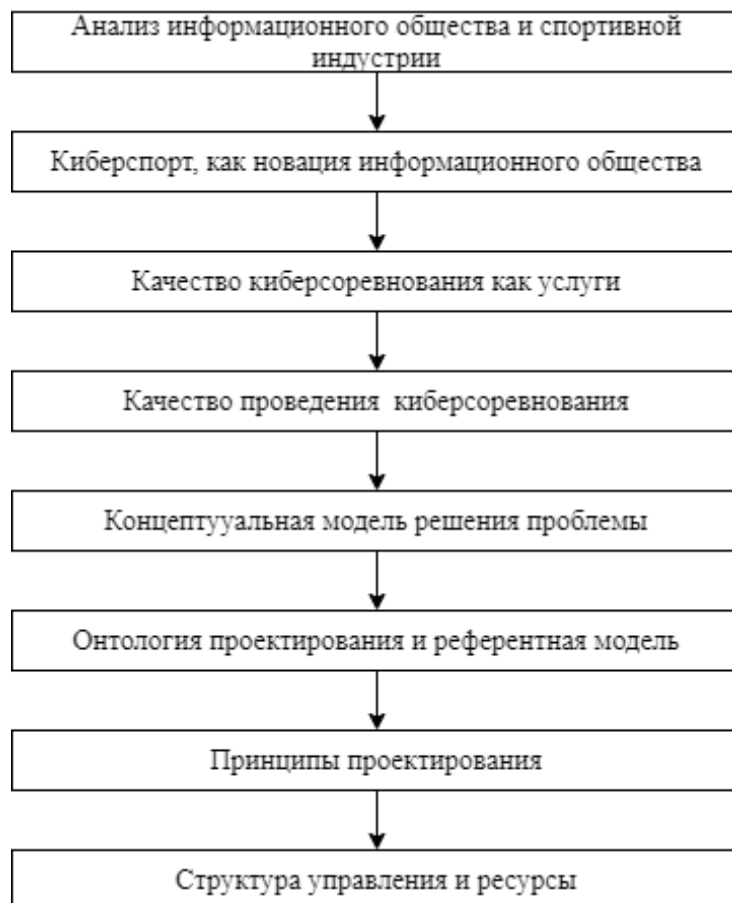 Анализ информационного общества и спортивной
индустрии
Киберспорт, как новация информационного общества
Качество киберсоревнования как услуги
Качество проведения киберсоревнования
Концептууальная модель решения проблемы
Онтология проектирования и референтная модель
Принципы проектирования
Структура управления и ресурсы